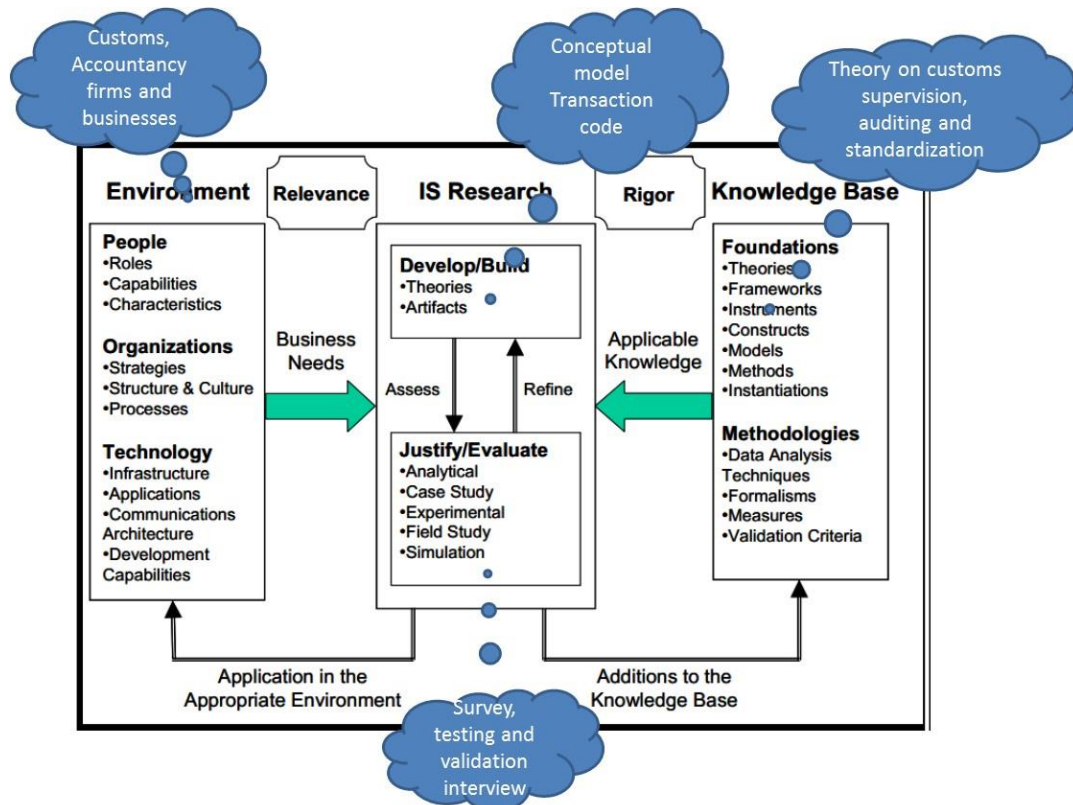 Customs,
Accountancy
firms and
businesses
Conceptual
model
Transaction
code
Theory on customs
supervision,
auditing and
standardization
Environment
Relevance
IS Research
Rigor
Knowledge Base
People
•Roles
•Capabilities
•Characteristics
Organizations
•Strategies
•Structure & Culture
•Processes
Technology
•Infrastructure
•Applications
•Communications
Architecture
•Development
Capabilities
Business
Needs
Develop/Build
•Theories
•Artifacts
Assess
Refine
Justify/Evaluate
•Analytical
•Case Study
•Experimental
•Field Study
•Simulation
Applicable
Knowledge
Foundations
•Theories
•Frameworks
•Instruments
•Constructs
•Models
•Methods
•Instantiations
Methodologies
•Data Analysis
Techniques
•Formalisms
•Measures
•Validation Criteria
Application in the
Appropriate Environment
Additions to the
Knowledge Base
Survey,
testing and
validation
interview